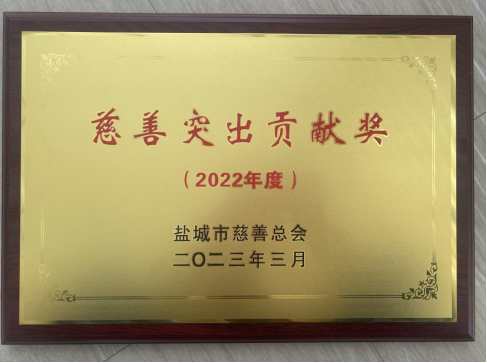 慈善突出贡献奖
（2022年度）
盐城市慈善总会
二〇二三年三月